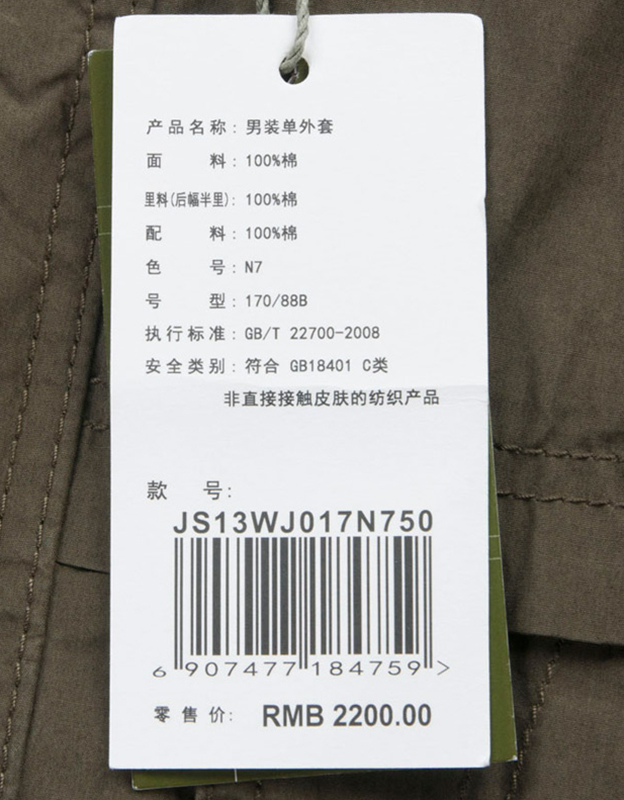 产品名称：男装单外套
面 料：100%棉
里料(后幅半里)：100%棉
配 料：100%棉
色 号：N7
号 型：170/88B
执行标准：GB/T 22700-2008
安全类别：符合 GB18401 C类
非直接接触皮肤的纺织产品
款 号：
JS13WJ017N750
6 907477 184759 >
零售价： RMB 2200.00